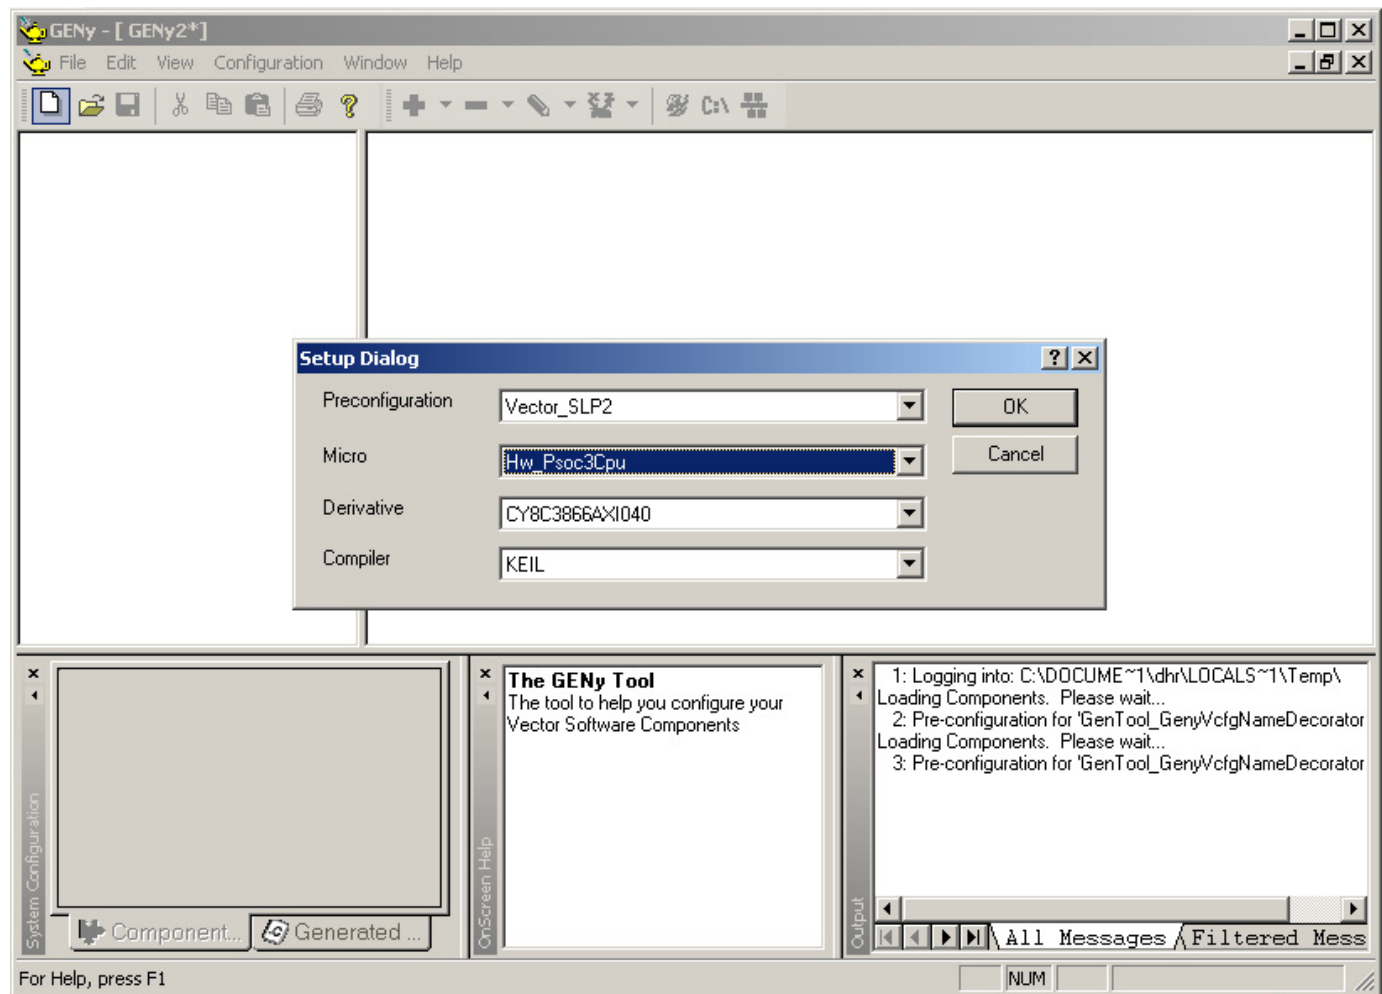 GENy - [ GENy2*]
File Edit View Configuration Window Help
C:\
Setup Dialog
Preconfiguration Vector_SLP2 OK
Micro Hw_Psoc3Cpu Cancel
Derivative CY8C3866AXI040
Compiler KEIL
System Configuration
Component... Generated ...
OnScreen Help
The GENy Tool
The tool to help you configure your
Vector Software Components
Output
1: Logging into: C:\DOCUME~1\dhr\LOCALS~1\Temp\
Loading Components. Please wait...
2: Pre-configuration for 'GenTool_GenyVcfgNameDecorator
Loading Components. Please wait...
3: Pre-configuration for 'GenTool_GenyVcfgNameDecorator
All Messages Filtered Mess
For Help, press F1 NUM